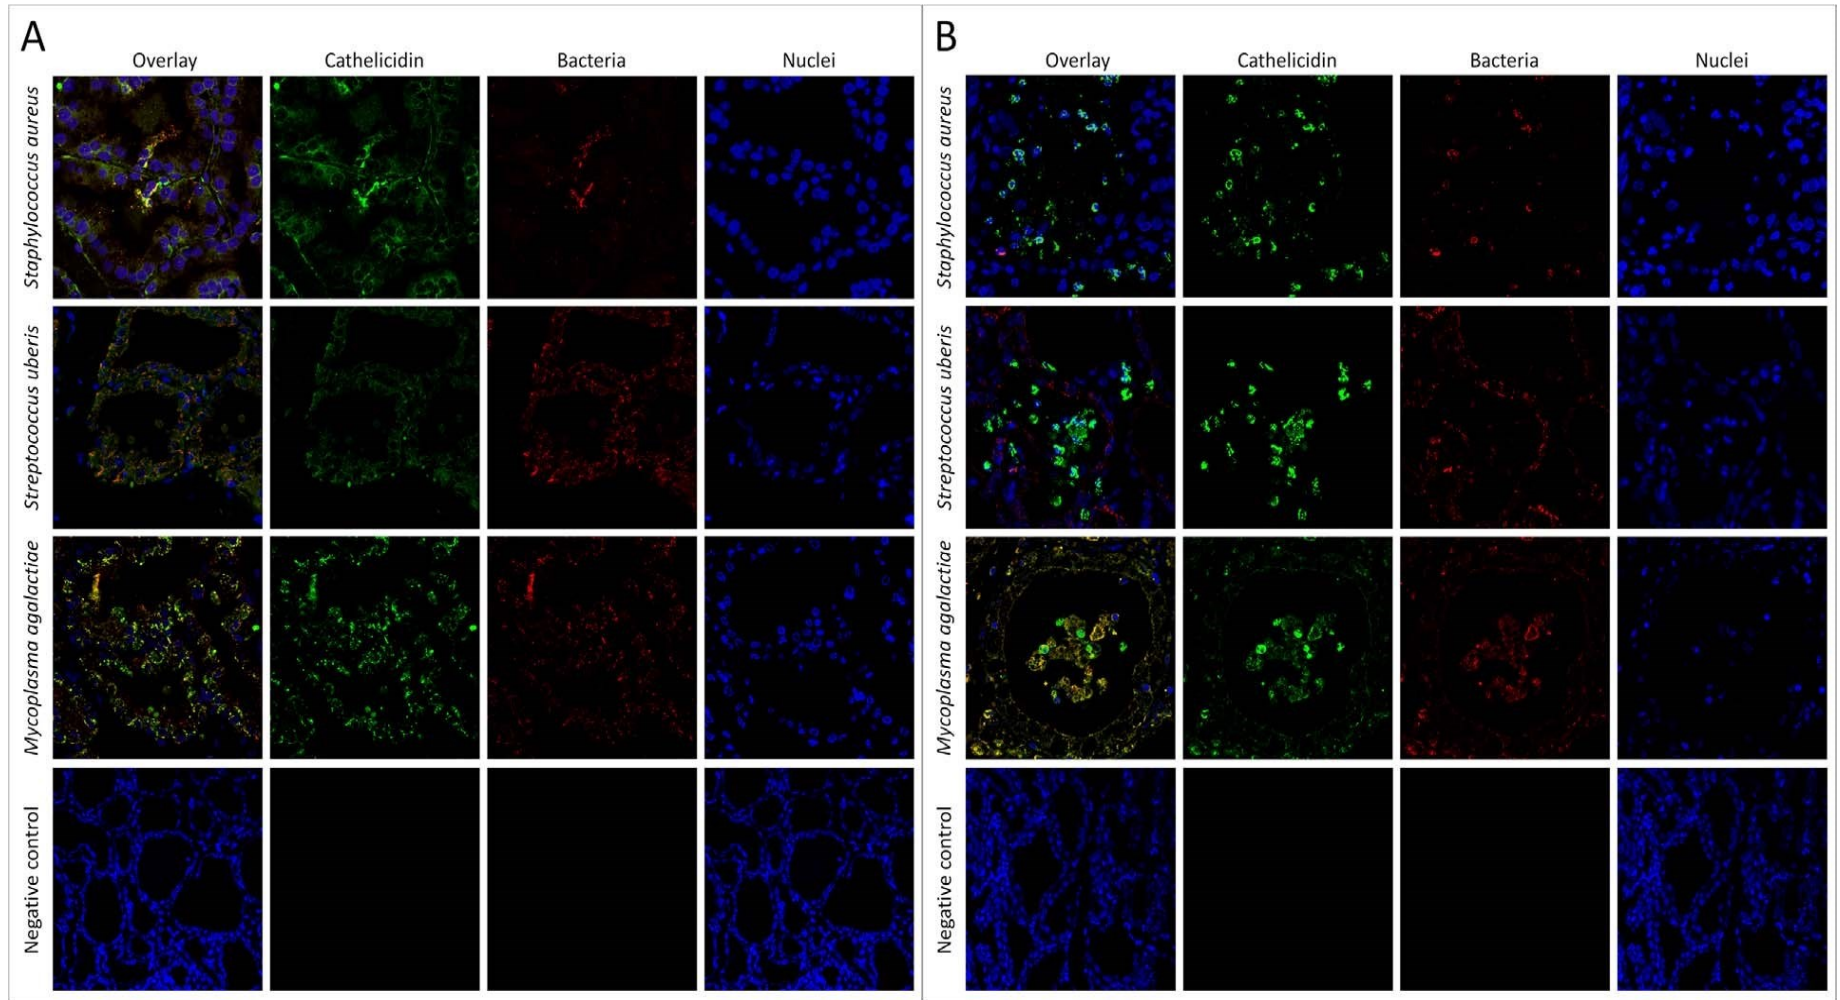 A
Overlay Cathelicidin Bacteria Nuclei
Staphylococcus aureus
Streptococcus uberis
Mycoplasma agalactiae
Negative control
B
Overlay Cathelicidin Bacteria Nuclei
Staphylococcus aureus
Streptococcus uberis
Mycoplasma agalactiae
Negative control